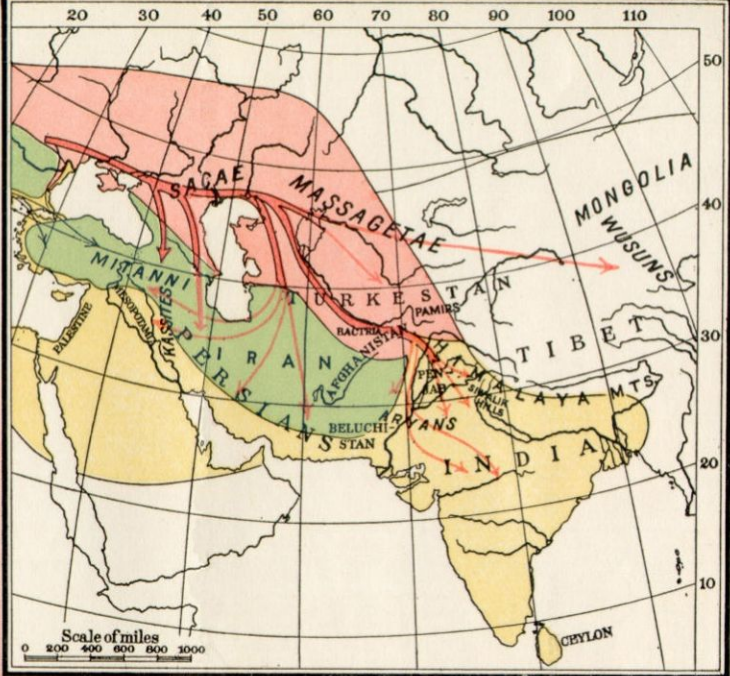 20 30 40 50 60 70 80 90 100 110
50
SACAE
MASSAGETAE
MONGOLIA
40
WUSUNS
MITANNI
TURKESTAN
PAMIRS
MESOPOTAMIA
KASSITES
PALESTINE
BACTRIA
30
TIBET
IRAN
AFGHANISTAN
HAMALAYA MTS.
PEN-
JAB
SIWALIK
HILLS
PERSIANS
ARYANS
BELUCHI-
STAN
INDIA
20
10
Scale of miles
0 200 400 600 800 1000
CEYLON